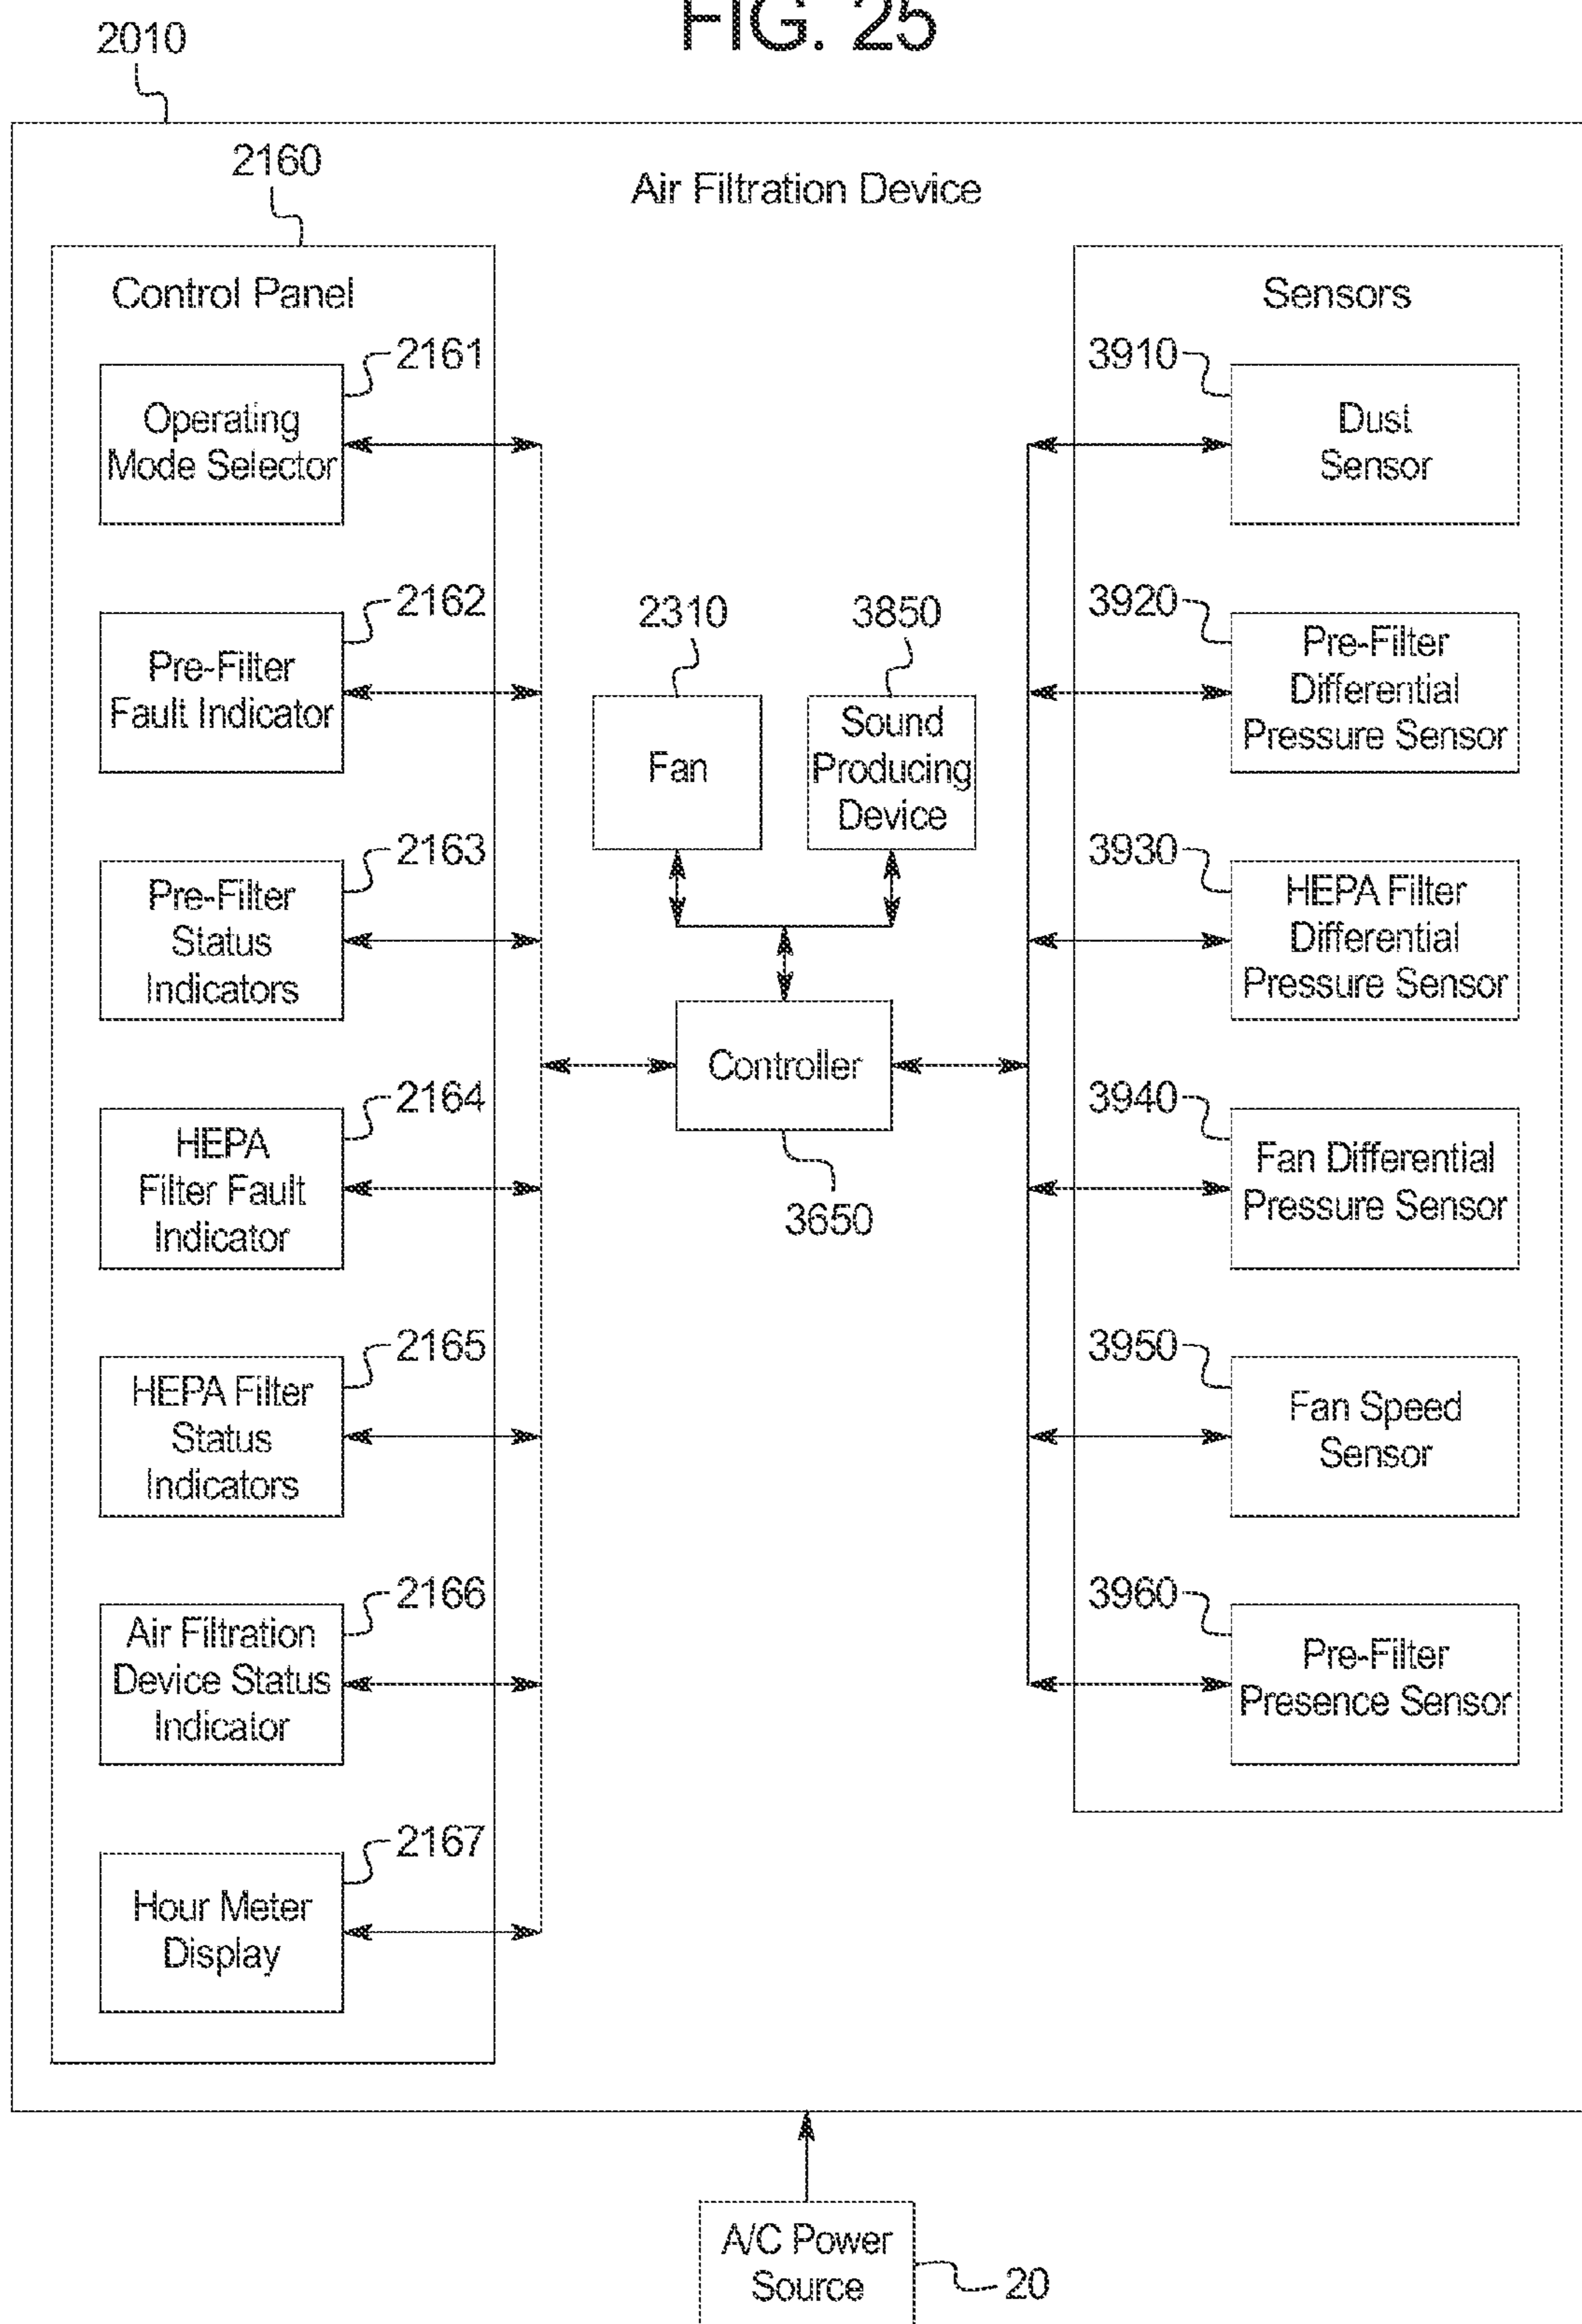 FIG. 25
2010
2160
Air Filtration Device
Control Panel
2161
Operating
Mode Selector
2162
Pre-Filter
Fault Indicator
2163
Pre-Filter
Status
Indicators
2164
HEPA
Filter Fault
Indicator
2165
HEPA Filter
Status
Indicators
2166
Air Filtration
Device Status
Indicator
2167
Hour Meter
Display
2310
Fan
3850
Sound
Producing
Device
Controller
3650
Sensors
3910
Dust
Sensor
3920
Pre-Filter
Differential
Pressure Sensor
3930
HEPA Filter
Differential
Pressure Sensor
3940
Fan Differential
Pressure Sensor
3950
Fan Speed
Sensor
3960
Pre-Filter
Presence Sensor
A/C Power
Source
20